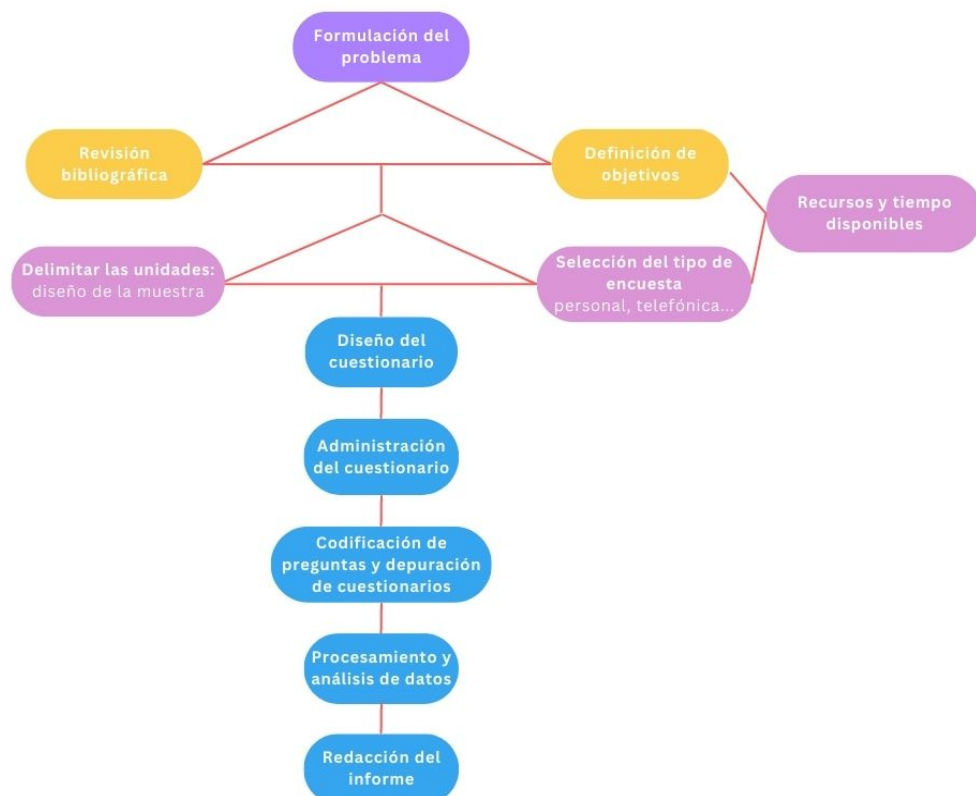 Formulación del
problema
Revisión
bibliográfica
Definición de
objetivos
Recursos y tiempo
disponibles
Delimitar las unidades:
diseño de la muestra
Selección del tipo de
encuesta
personal, telefónica...
Diseño del
cuestionario
Administración
del cuestionario
Codificación de
preguntas y depuración
de cuestionarios
Procesamiento y
análisis de datos
Redacción del
informe